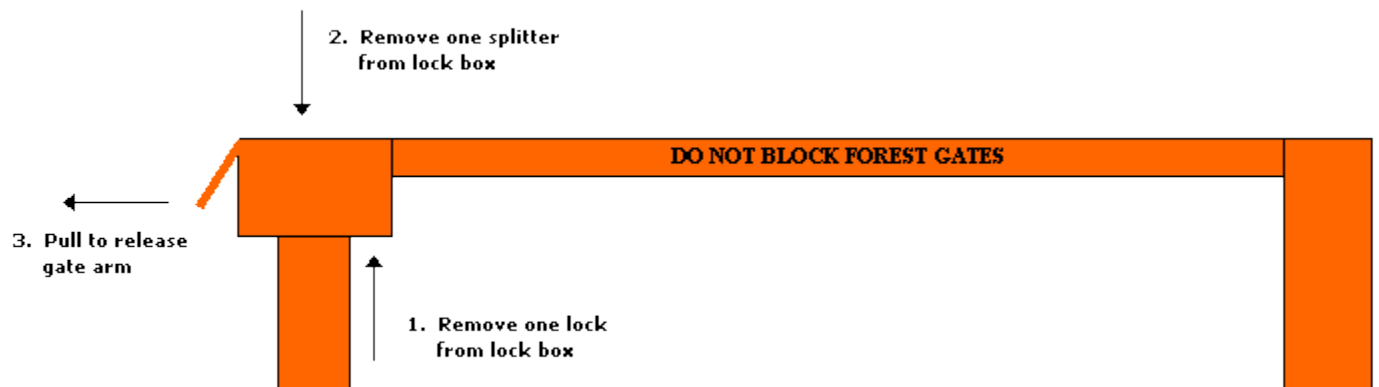 2. Remove one splitter
from lock box
DO NOT BLOCK FOREST GATES
3. Pull to release
gate arm
1. Remove one lock
from lock box